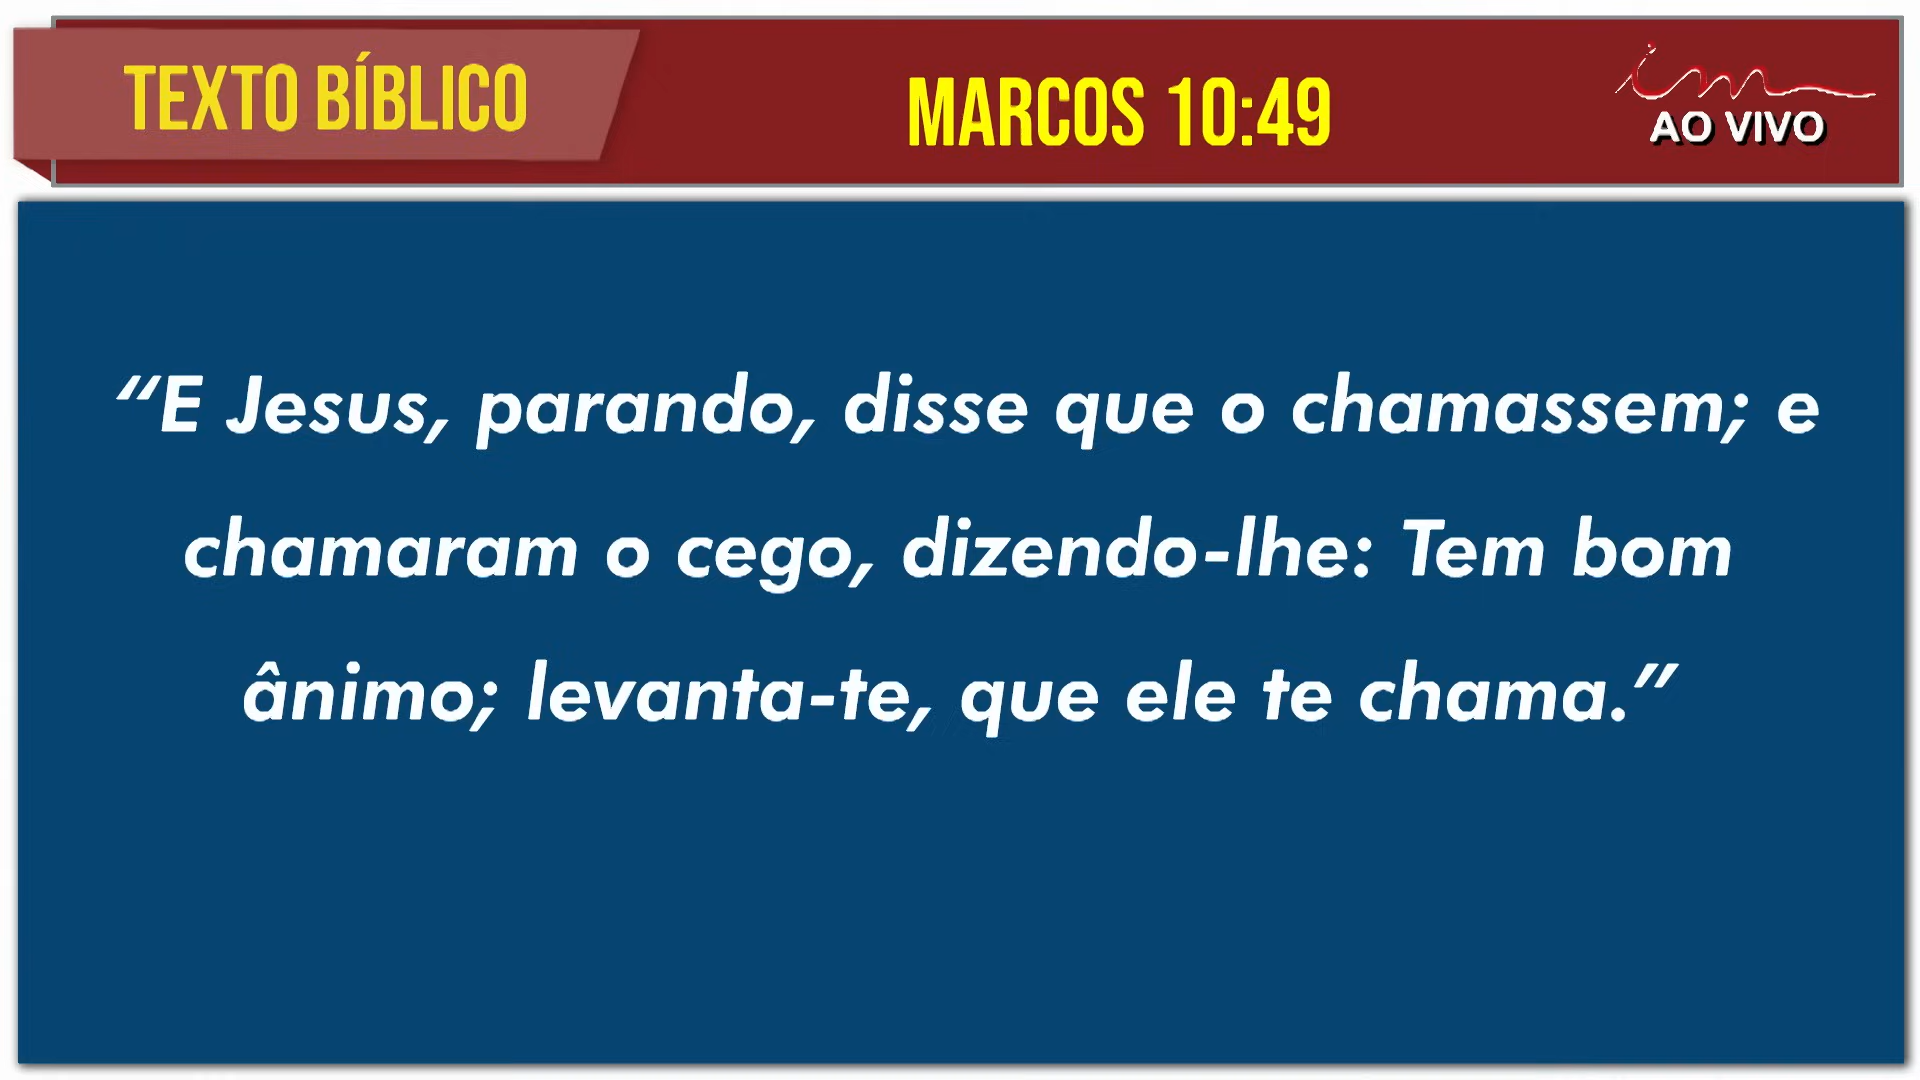 TEXTO BÍBLICO
MARCOS 10:49
im
AO VIVO
“E Jesus, parando, disse que o chamassem; e
chamaram o cego, dizendo-lhe: Tem bom
ânimo; levanta-te, que ele te chama.”